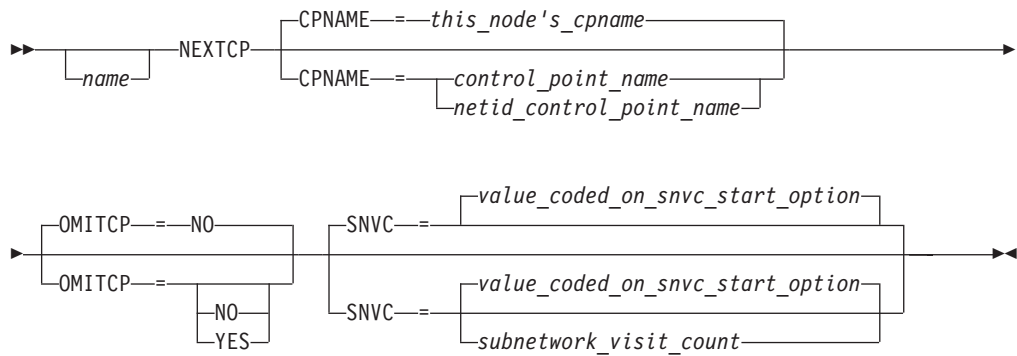 CPNAME = this_node's_cpname
name NEXTCP
CPNAME = control_point_name
netid_control_point_name
value_coded_on_snvc_start_option
OMITCP = NO SNVC =
OMITCP =
value_coded_on_snvc_start_option
NO SNVC =
YES subnetwork_visit_count